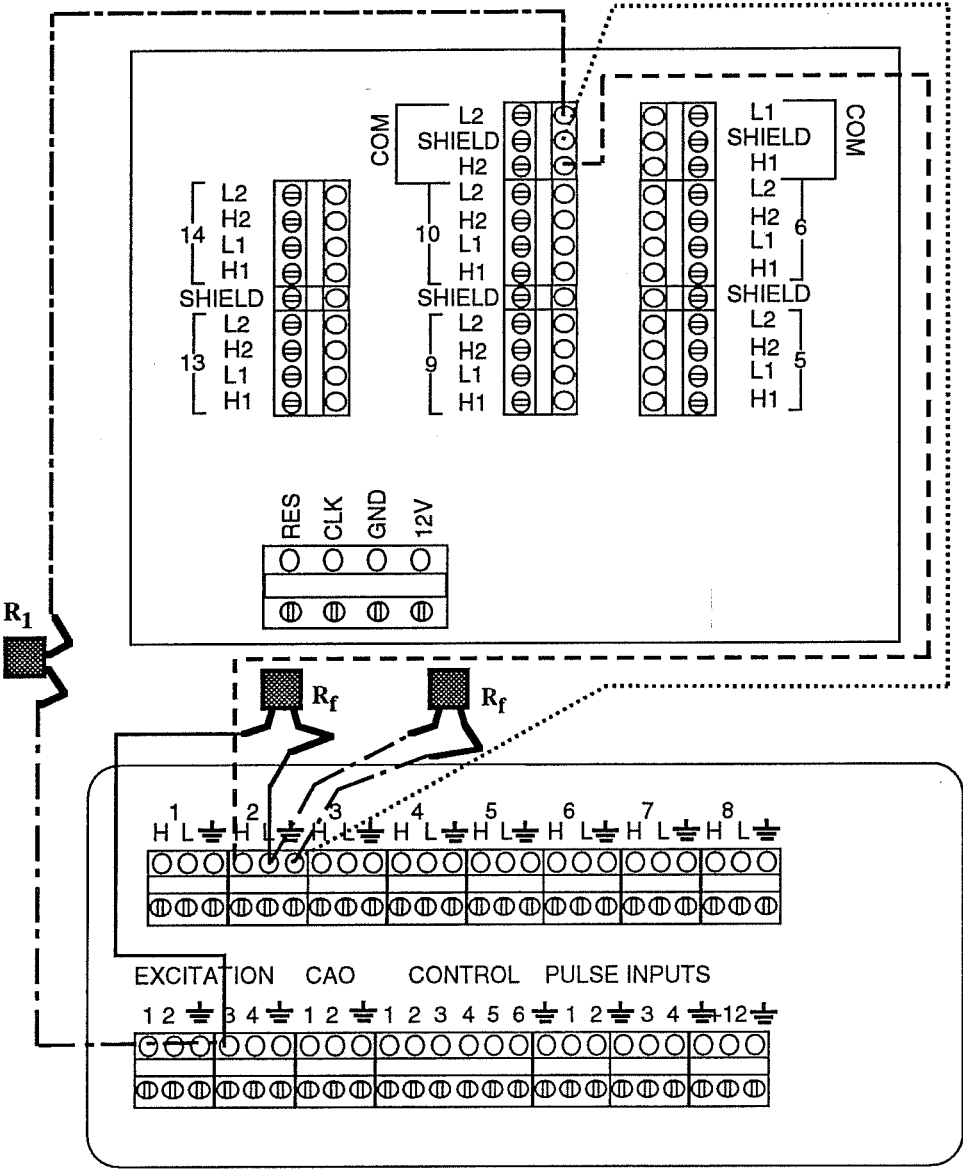 COM
L2
SHIELD
H2
L1
SHIELD
H1
COM
14
L2
H2
L1
H1
SHIELD
13
L2
H2
L1
H1
10
L2
H2
L1
H1
SHIELD
9
L2
H2
L1
H1
L2
H2
L1
H1
6
SHIELD
L2
H2
L1
H1
5
RES CLK GND 12V
R1
Rf
Rf
1 2 3 4 5 6 7 8
H L H L H L H L H L H L H L H L
EXCITATION CAO CONTROL PULSE INPUTS
1 2 3 4 1 2 1 2 3 4 5 6 1 2 3 4 +12